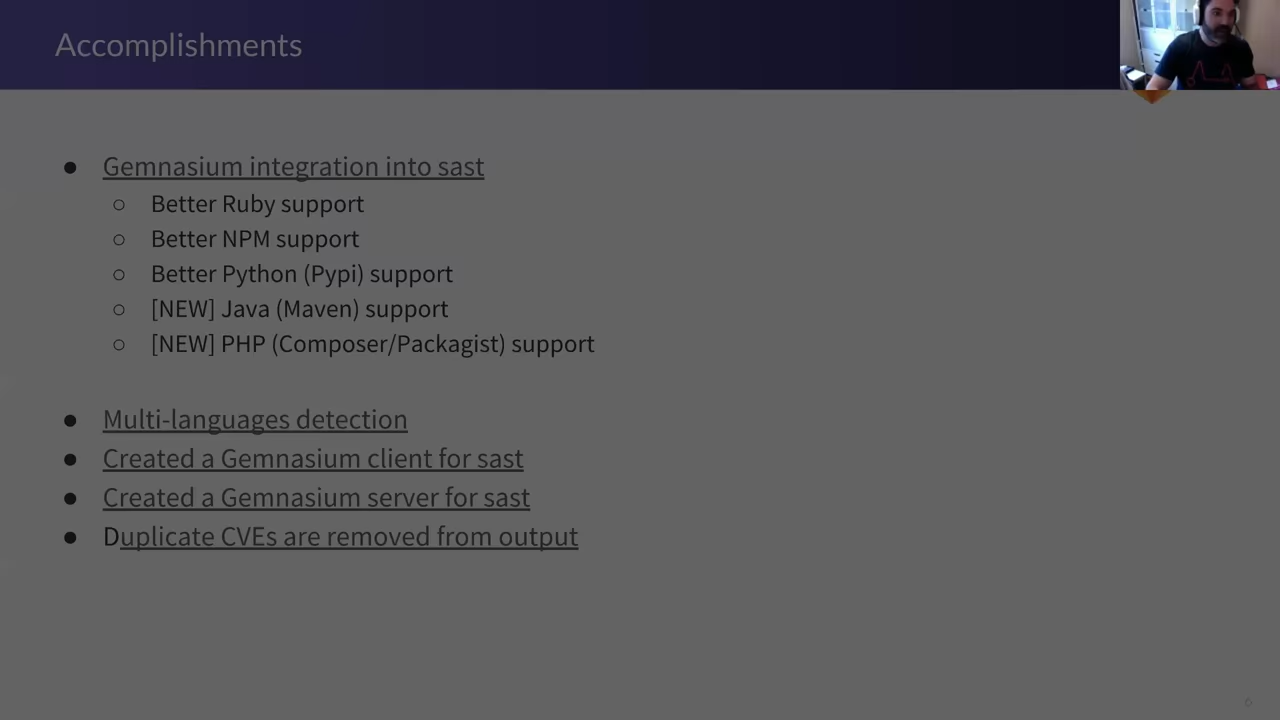 Accomplishments
● Gemnasium integration into sast
○ Better Ruby support
○ Better NPM support
○ Better Python (Pypi) support
○ [NEW] Java (Maven) support
○ [NEW] PHP (Composer/Packagist) support
● Multi-languages detection
● Created a Gemnasium client for sast
● Created a Gemnasium server for sast
● Duplicate CVEs are removed from output
6